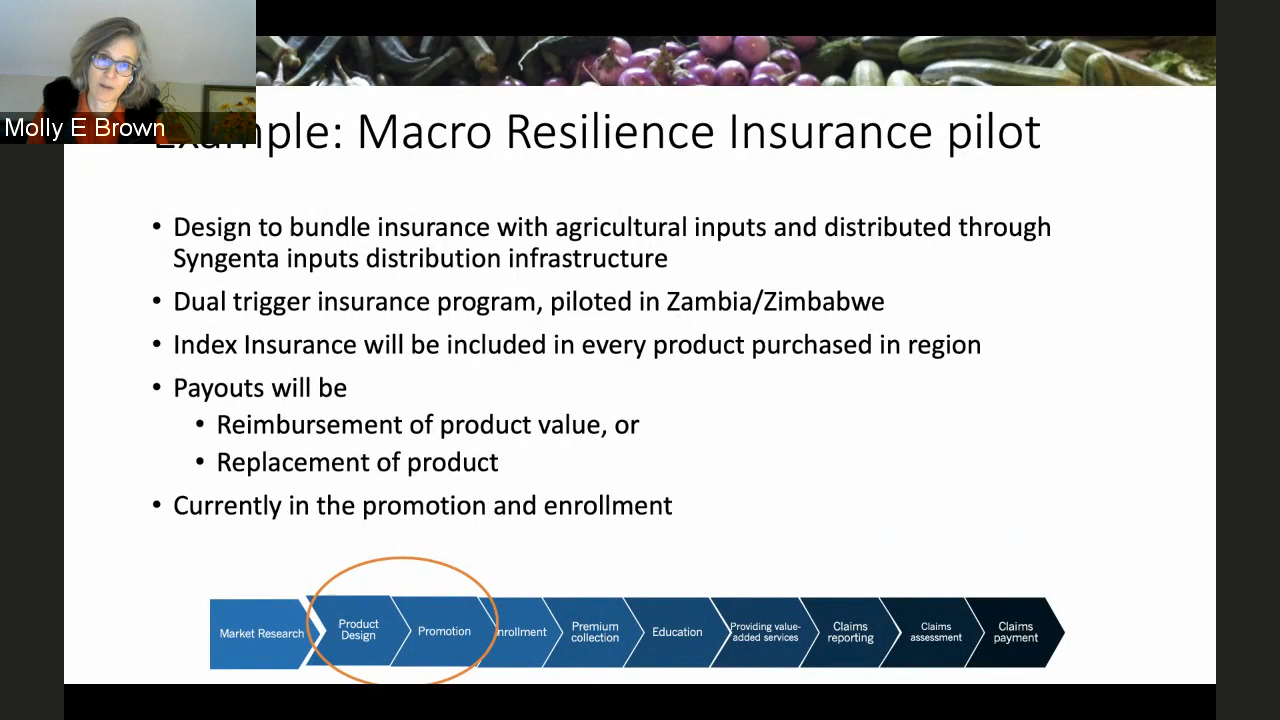 Molly E Brown
Example: Macro Resilience Insurance pilot
• Design to bundle insurance with agricultural inputs and distributed through
Syngenta inputs distribution infrastructure
• Dual trigger insurance program, piloted in Zambia/Zimbabwe
• Index Insurance will be included in every product purchased in region
• Payouts will be
• Reimbursement of product value, or
• Replacement of product
• Currently in the promotion and enrollment
Market Research
Product
Design
Promotion
nrollment
Premium
collection
Education
Providing value-
added services
Claims
reporting
Claims
assessment
Claims
payment